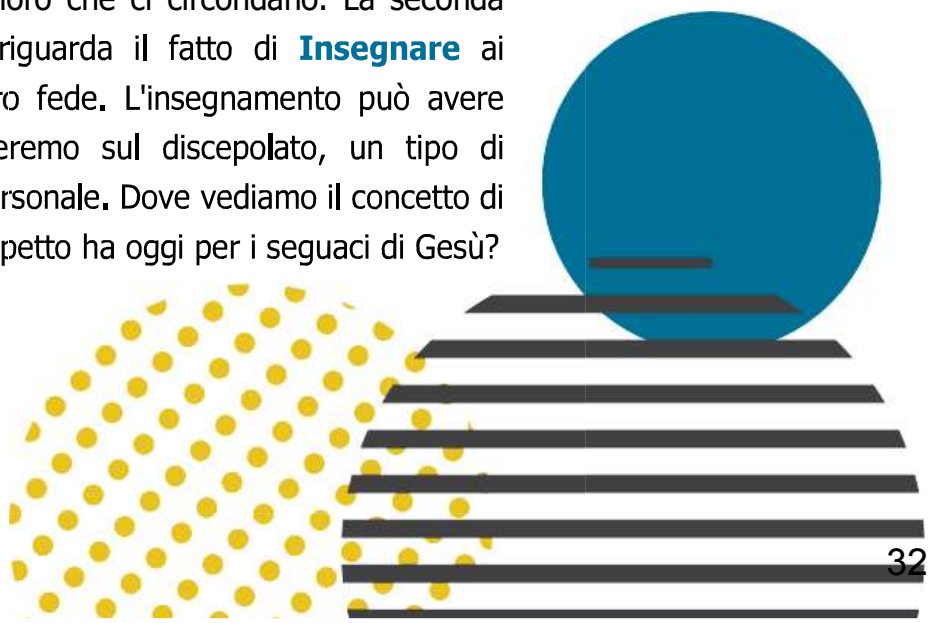 loro che ci circondano. La seconda
riguarda il fatto di Insegnare ai
ro fede. L'insegnamento può avere
eremo sul discepolato, un tipo di
ersonale. Dove vediamo il concetto di
petto ha oggi per i seguaci di Gesù?
32